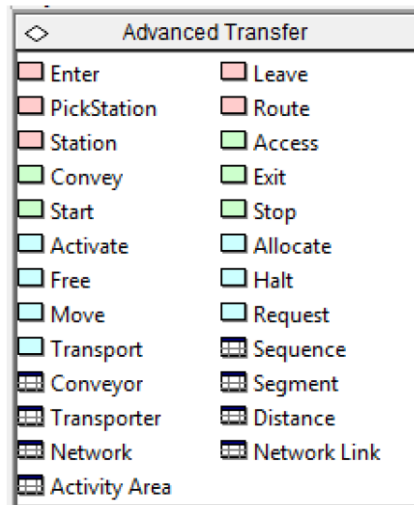 Advanced Transfer
Enter Leave
PickStation Route
Station Access
Convey Exit
Start Stop
Activate Allocate
Free Halt
Move Request
Transport Sequence
Conveyor Segment
Transporter Distance
Network Network Link
Activity Area